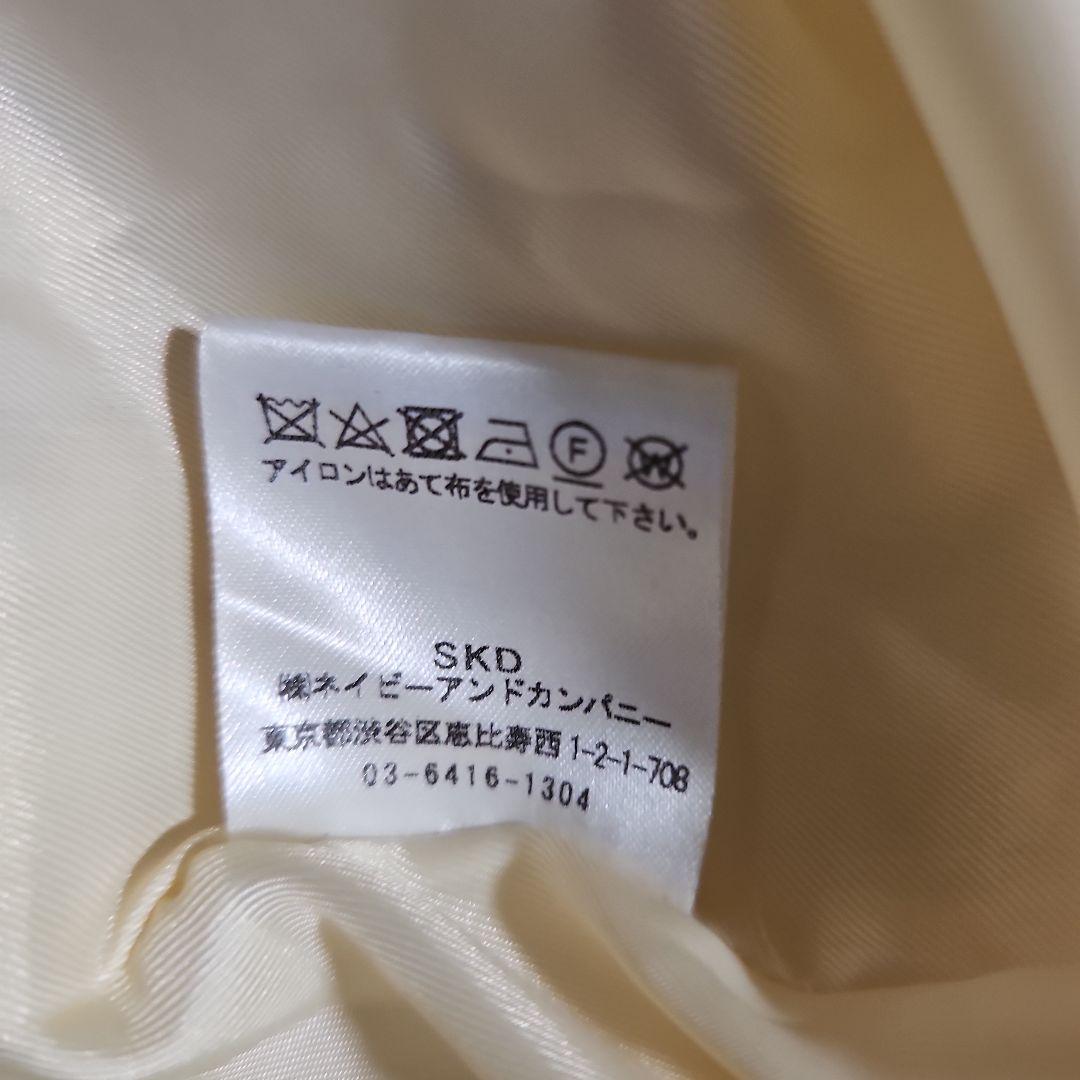 F W
アイロンはあて布を使用して下さい。
SKD
㈱ネイビーアンドカンパニー
東京都渋谷区恵比寿西1-2-1-708
03-6416-1304